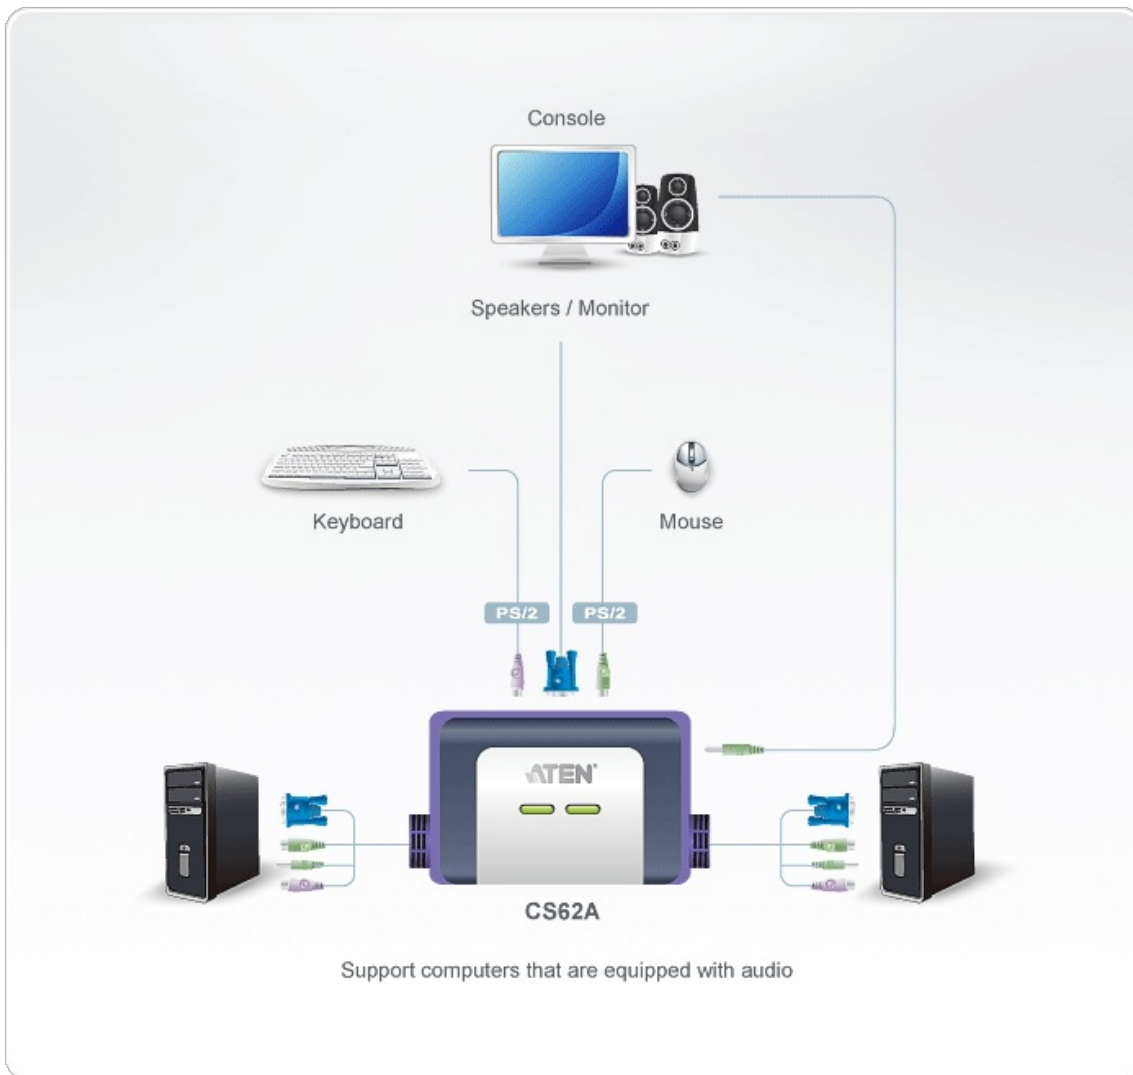 Console
Speakers / Monitor
Keyboard
Mouse
PS/2
PS/2
ATEN
CS62A
Support computers that are equipped with audio